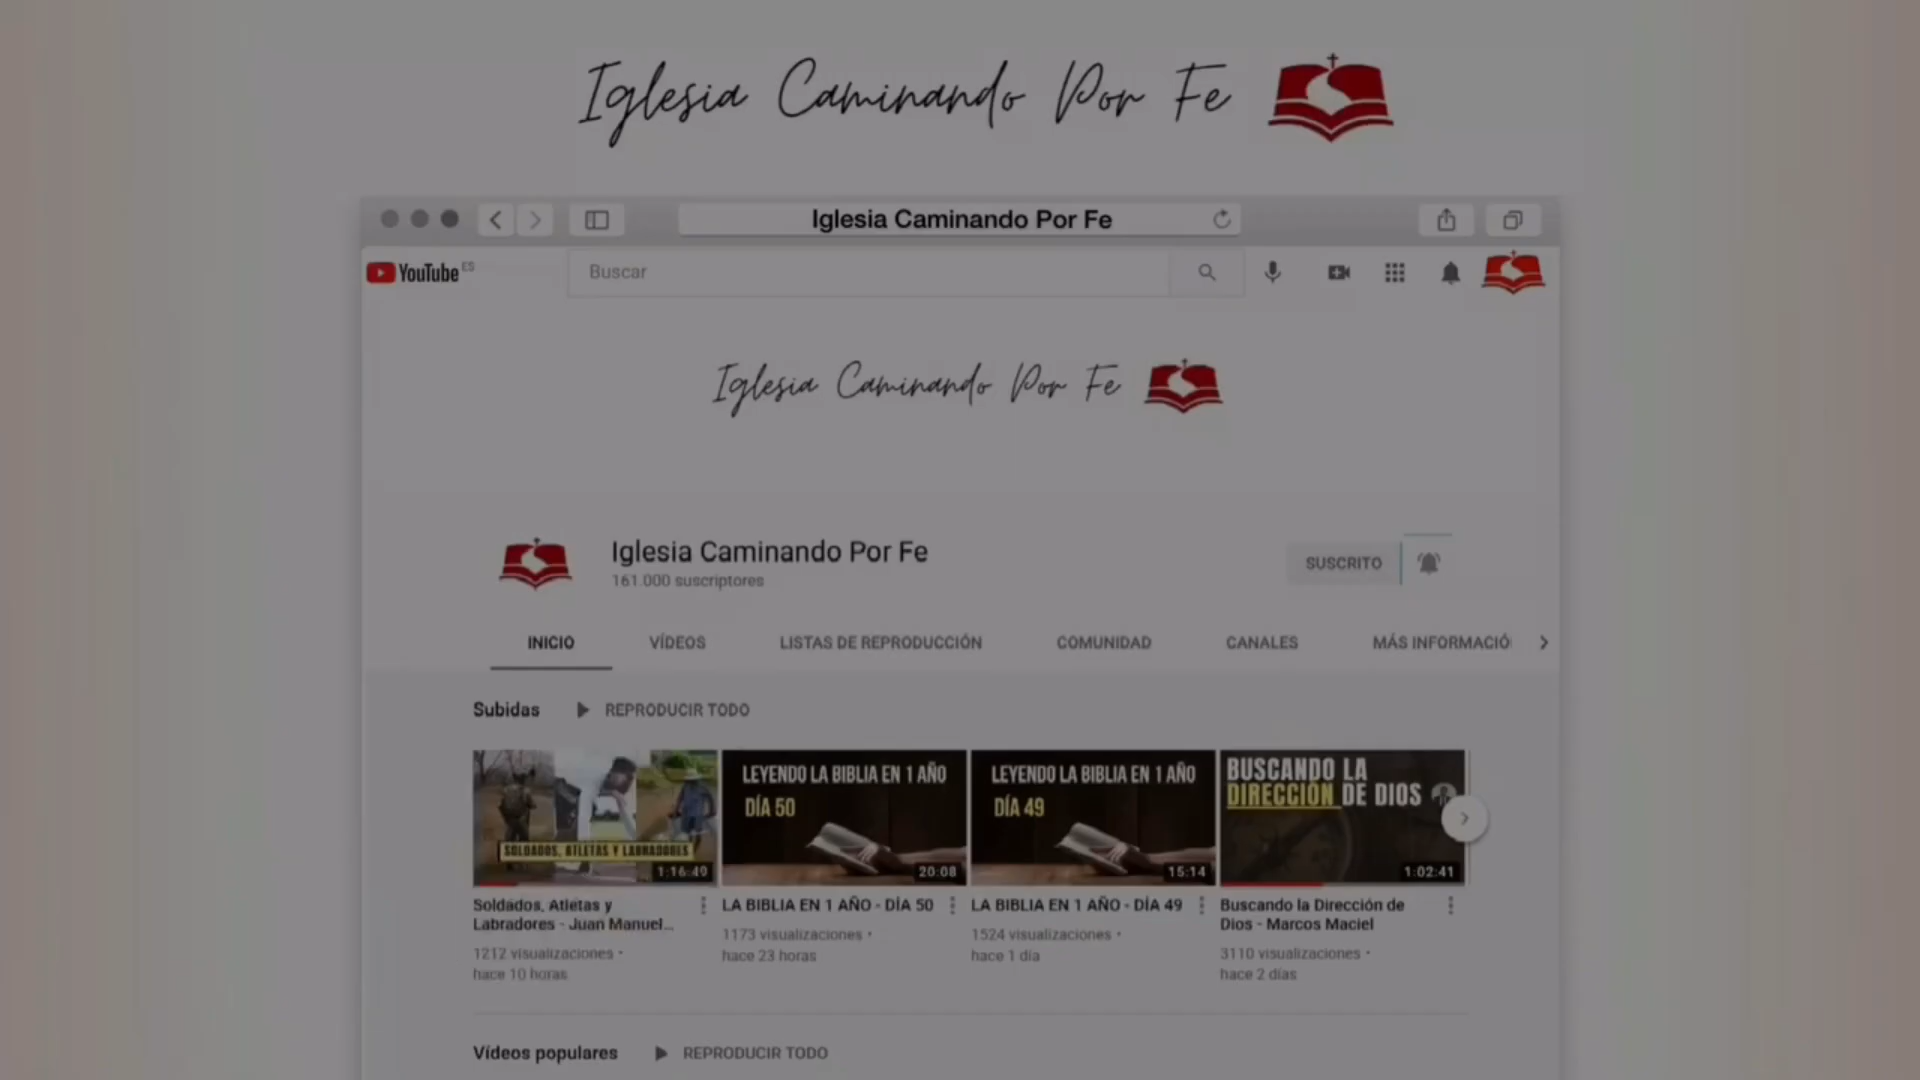 Iglesia Caminando Por Fe
Iglesia Caminando Por Fe
YouTube ES
Buscar
Iglesia Caminando Por Fe
Iglesia Caminando Por Fe
161.000 suscriptores
SUSCRITO
INICIO VÍDEOS LISTAS DE REPRODUCCIÓN COMUNIDAD CANALES MÁS INFORMACIÓ
Subidas REPRODUCIR TODO
SOLDADOS, ATLETAS Y LABRADORES
1:16:49
LEYENDO LA BIBLIA EN 1 AÑO
DÍA 50
20:08
LEYENDO LA BIBLIA EN 1 AÑO
DÍA 49
15:14
BUSCANDO LA
DIRECCIÓN DE DIOS
1:02:41
Soldados, Atletas y
Labradores - Juan Manuel...
1212 visualizaciones •
hace 10 horas
LA BIBLIA EN 1 AÑO - DÍA 50
1173 visualizaciones •
hace 23 horas
LA BIBLIA EN 1 AÑO - DÍA 49
1524 visualizaciones •
hace 1 día
Buscando la Dirección de
Dios - Marcos Maciel
3110 visualizaciones •
hace 2 días
Vídeos populares REPRODUCIR TODO